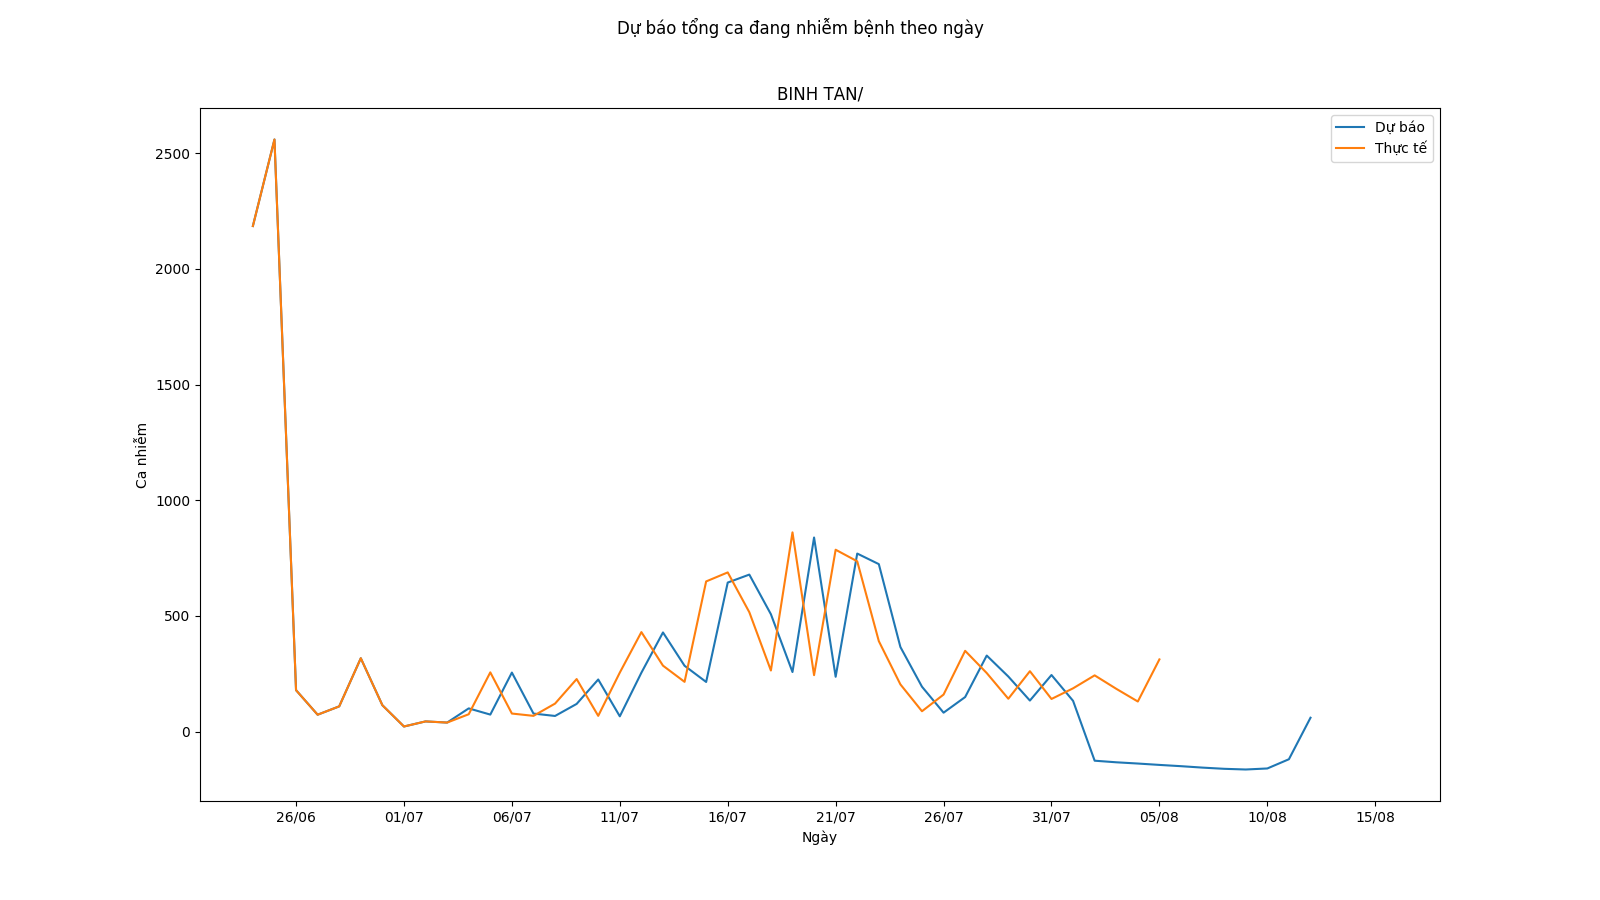 Dự báo tổng ca đang nhiễm bệnh theo ngày
BINH TAN/
Dự báo
Thực tế
2500
2000
1500
1000
500
0
Ca nhiễm
26/06 01/07 06/07 11/07 16/07 21/07 26/07 31/07 05/08 10/08 15/08
Ngày